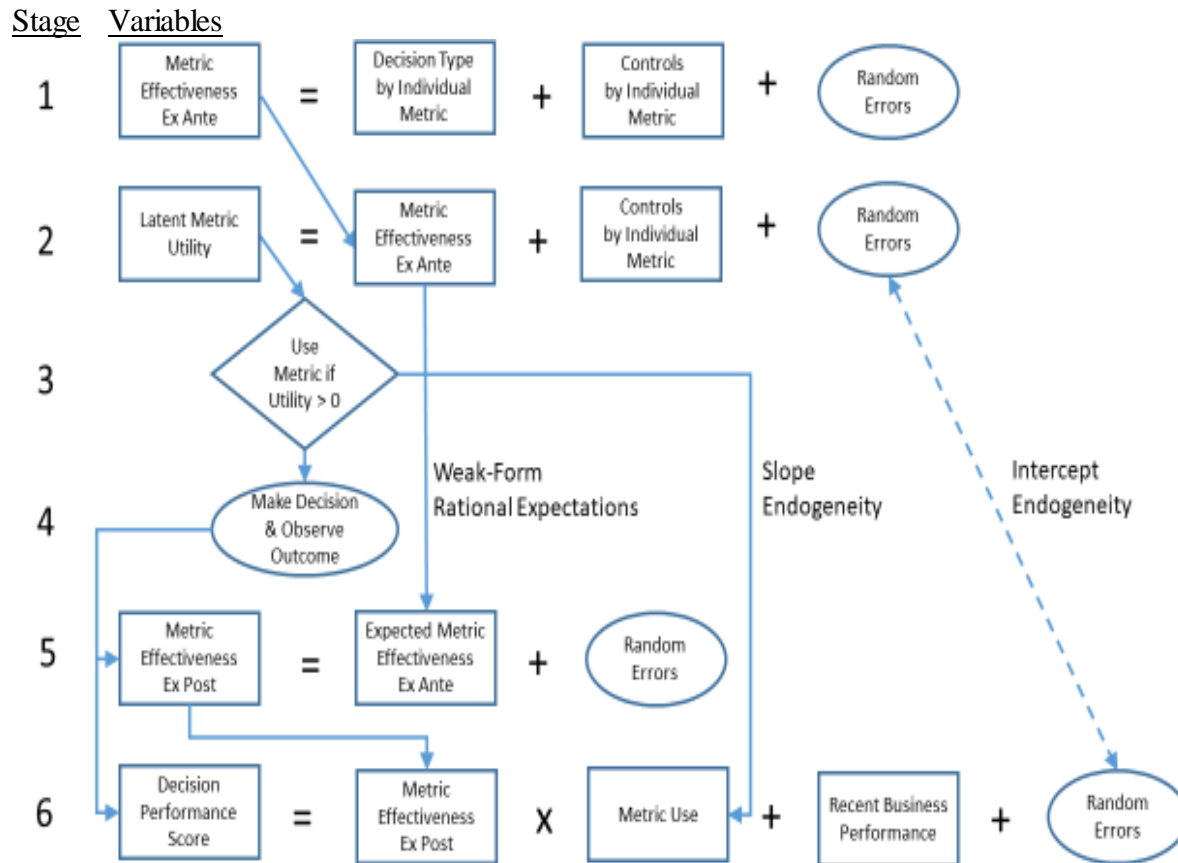 Stage Variables
1
Metric
Effectiveness
Ex Ante
=
Decision Type
by Individual
Metric
+
Controls
by Individual
Metric
+
Random
Errors
2
Latent Metric
Utility
=
Metric
Effectiveness
Ex Ante
+
Controls
by Individual
Metric
+
Random
Errors
3
Use
Metric if
Utility > 0
Weak-Form
Rational Expectations
Slope
Endogeneity
Intercept
Endogeneity
4
Make Decision
& Observe
Outcome
5
Metric
Effectiveness
Ex Post
=
Expected Metric
Effectiveness
Ex Ante
+
Random
Errors
6
Decision
Performance
Score
=
Metric
Effectiveness
Ex Post
x
Metric Use
+
Recent Business
Performance
+
Random
Errors